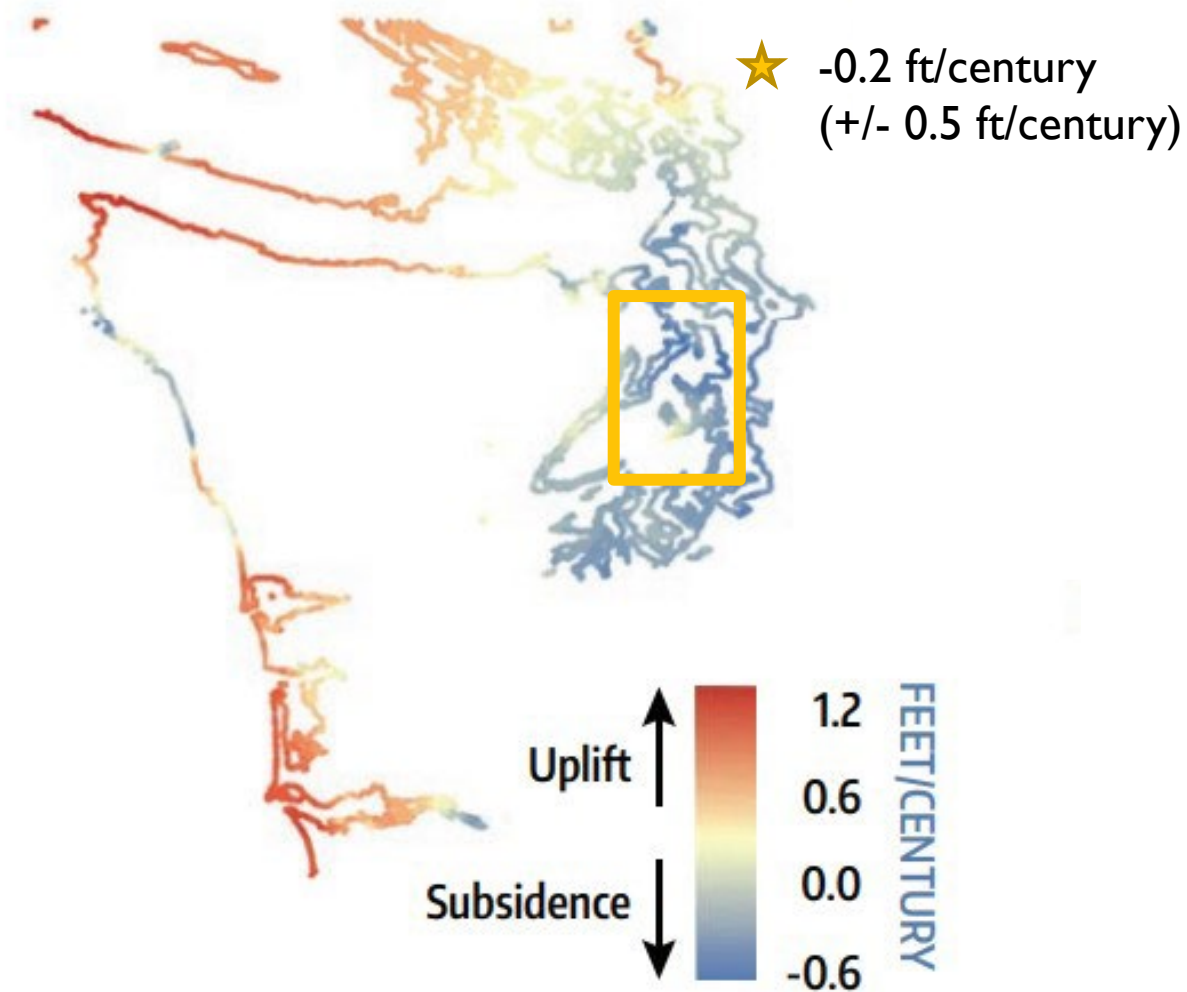 -0.2 ft/century
(+/- 0.5 ft/century)
Uplift
Subsidence
1.2
0.6
0.0
-0.6
FEET/CENTURY